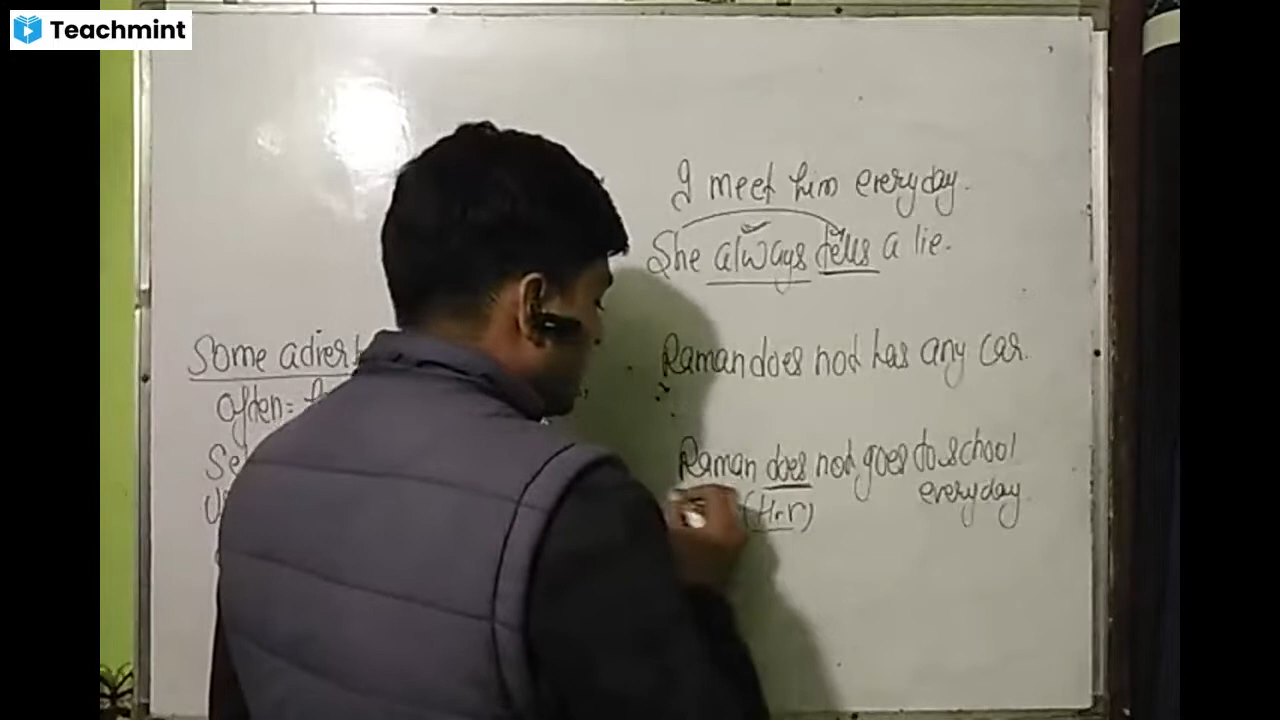 Teachmint
I meet him everyday.
She always tells a lie.
Some adverb
often =
Raman does not has any car.
Raman does not goes to school
everyday.